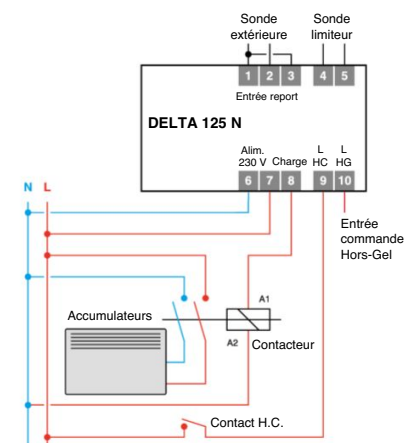 Sonde
extérieure
Sonde
limiteur
1 2 3 4 5
Entrée report
DELTA 125 N
Alim.
230 V
Charge
L
HC
L
HG
6 7 8 9 10
N L
Entrée
commande
Hors-Gel
A1
Accumulateurs
A2
Contacteur
Contact H.C.